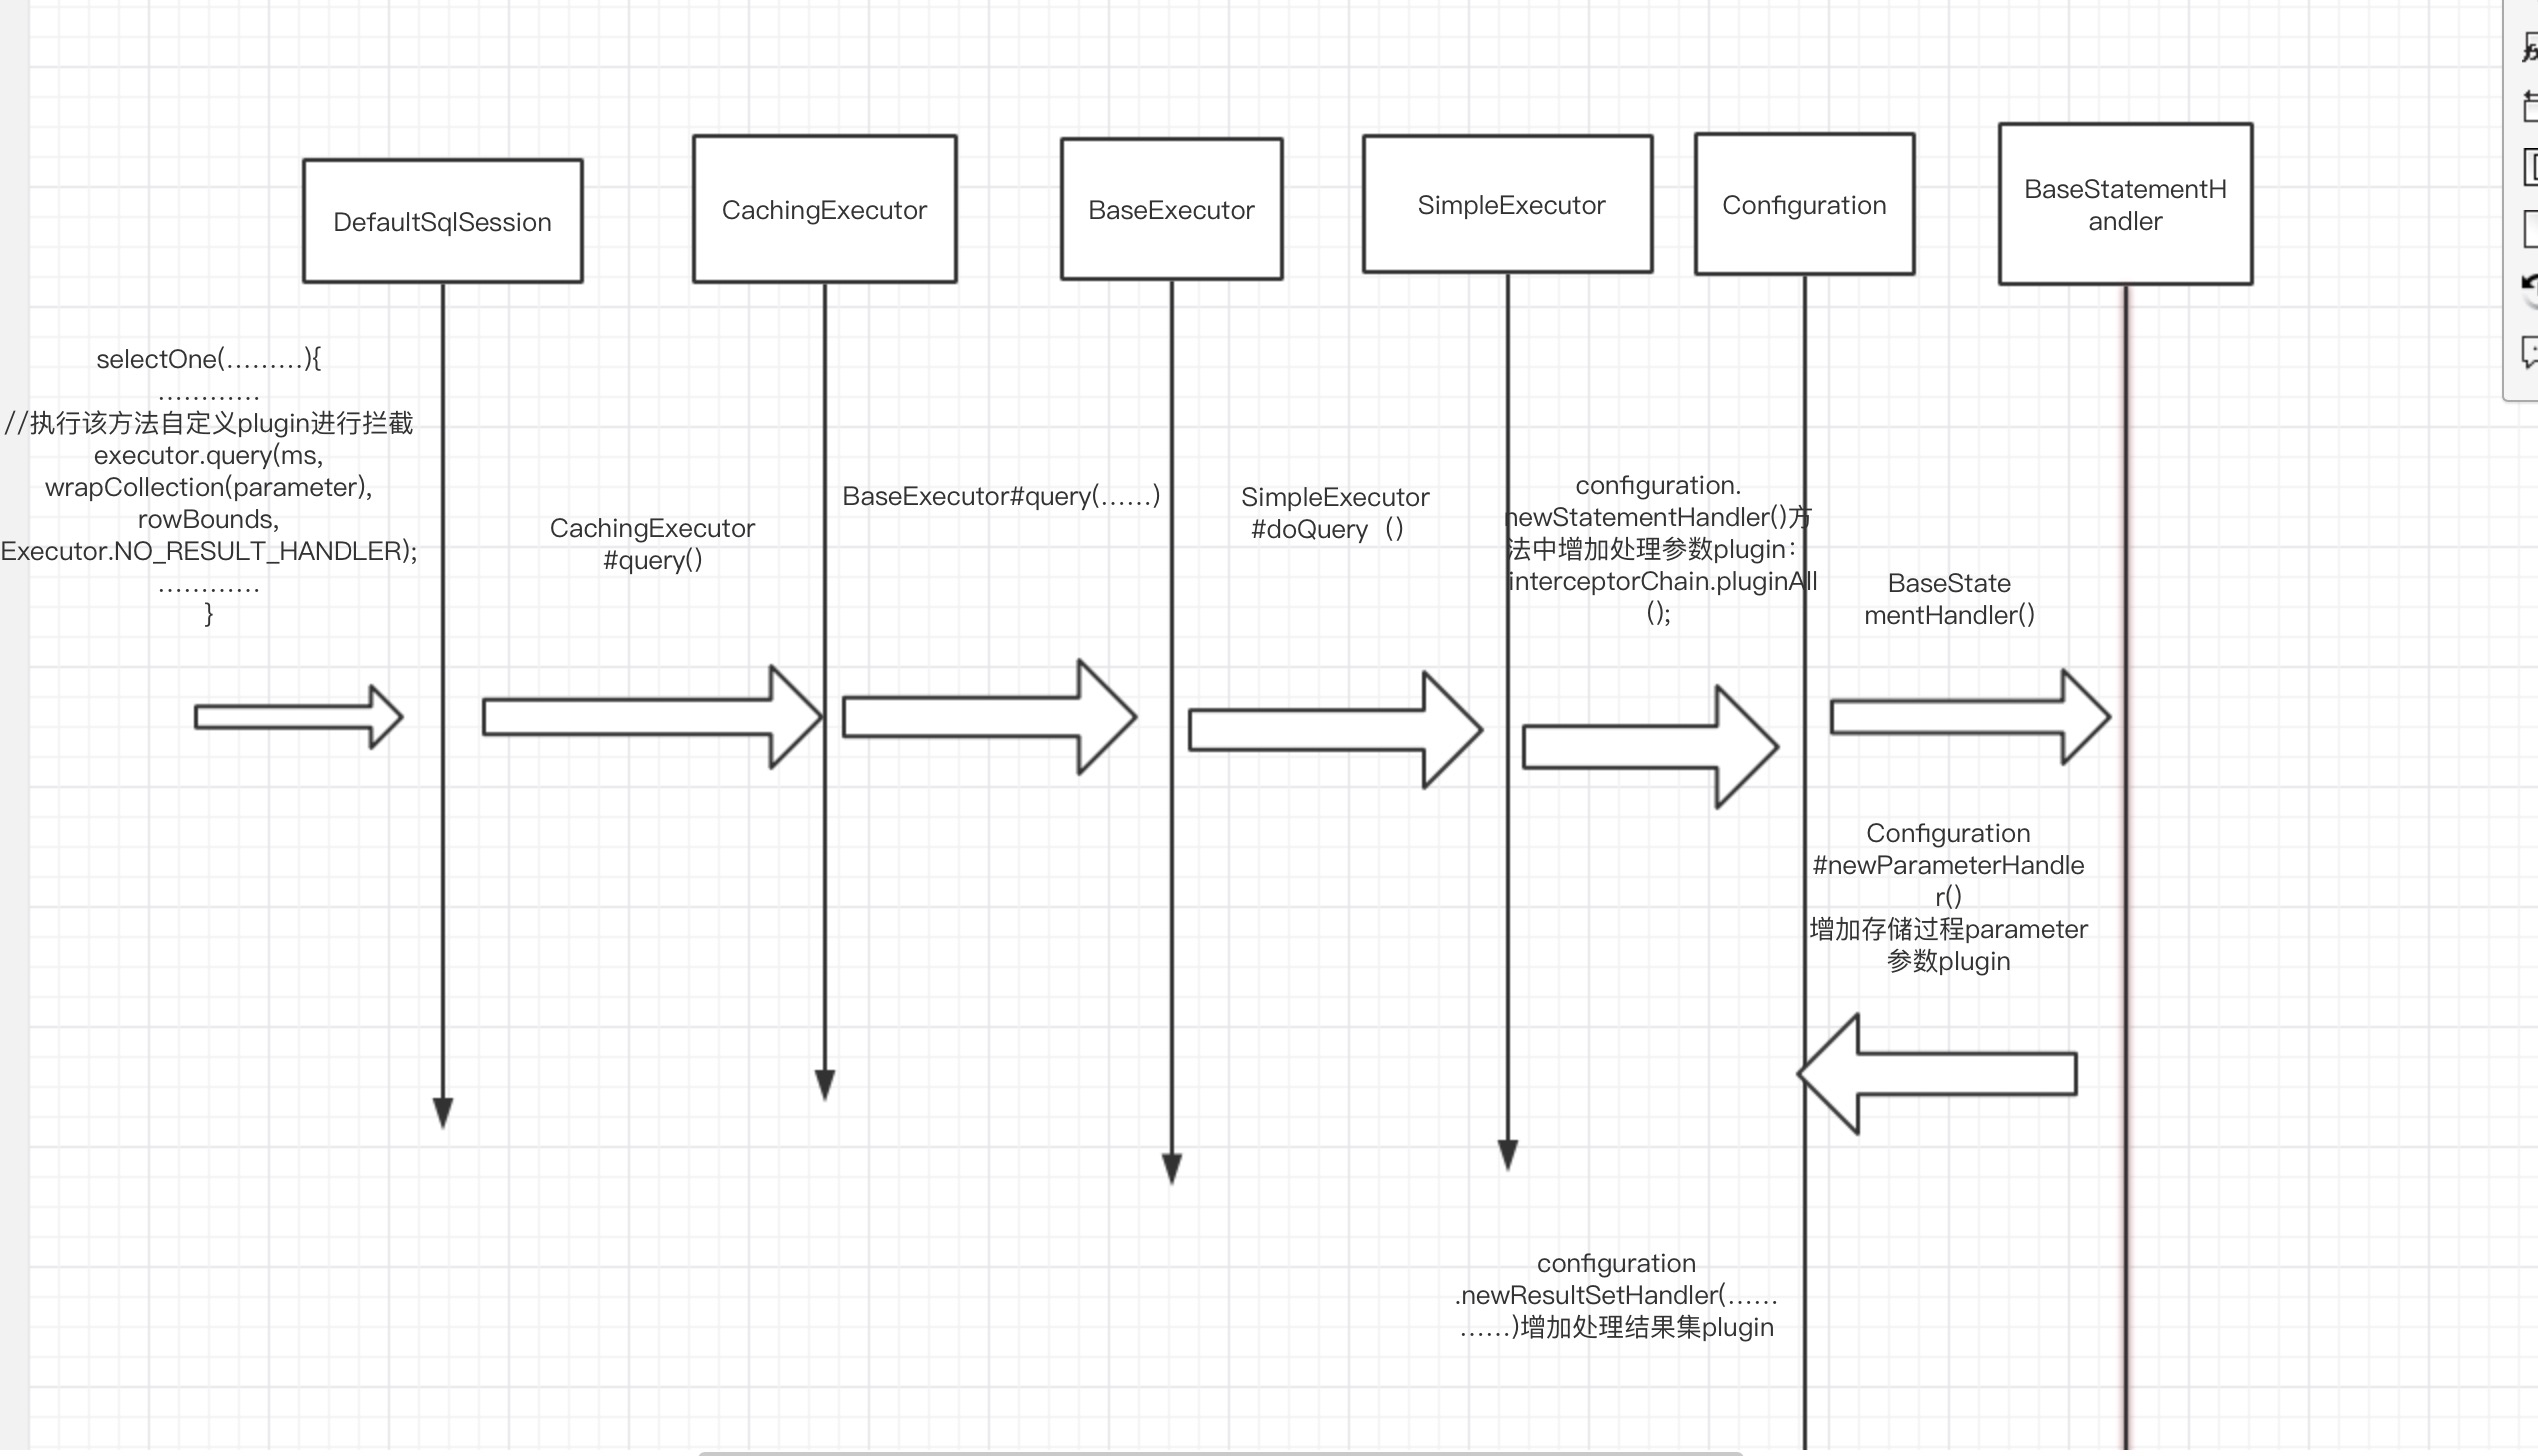 DefaultSqlSession
CachingExecutor
BaseExecutor
SimpleExecutor
Configuration
BaseStatementH
andler
selectOne(………){
…………
//执行该方法自定义plugin进行拦截
executor.query(ms,
wrapCollection(parameter),
rowBounds,
Executor.NO_RESULT_HANDLER);
…………
}
CachingExecutor
#query()
BaseExecutor#query(……)
SimpleExecutor
#doQuery（）
configuration.
newStatementHandler()方
法中增加处理参数plugin：
interceptorChain.pluginAll
();
BaseState
mentHandler()
Configuration
#newParameterHandle
r()
增加存储过程parameter
参数plugin
configuration
.newResultSetHandler(……
……)增加处理结果集plugin